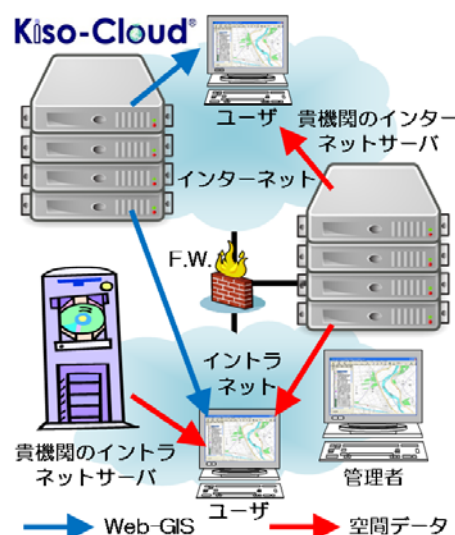 Kiso-Cloud®
ユーザ
貴機関のインター
ネットサーバ
インターネット
F.W.
イントラ
ネット
貴機関のイントラ
ネットサーバ
ユーザ
管理者
Web-GIS
空間データ